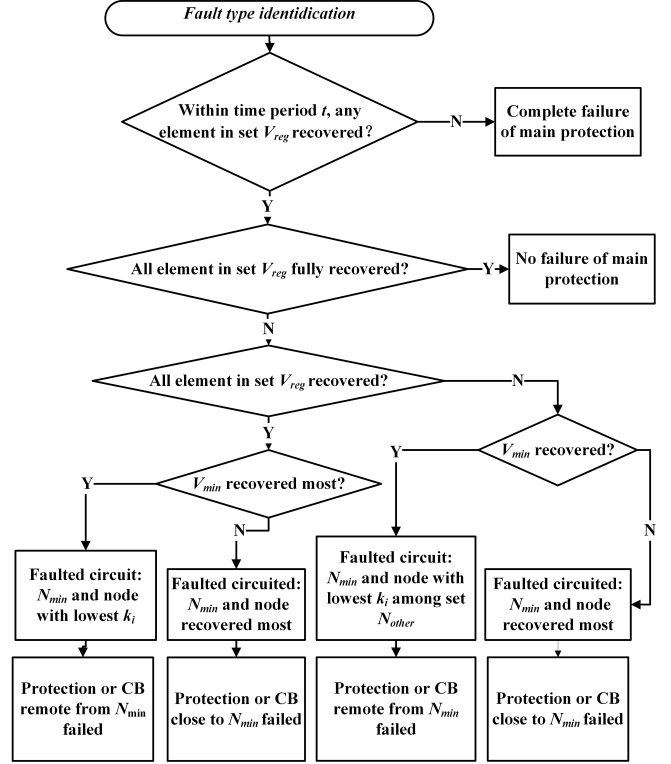 Fault type identidication
Within time period t, any
element in set Vreg recovered?
N
Complete failure
of main protection
Y
All element in set Vreg fully recovered?
Y
No failure of main
protection
N
All element in set Vreg recovered?
N
Y
Vmin recovered?
Y
N
Vmin recovered most?
Y
N
Faulted circuit:
Nmin and node
with lowest ki
Faulted circuited:
Nmin and node
recovered most
Faulted circuit:
Nmin and node with
lowest ki among set
Nother
Faulted circuited:
Nmin and node
recovered most
Protection or CB
remote from Nmin
failed
Protection or CB
close to Nmin failed
Protection or CB
remote from Nmin
failed
Protection or CB
close to Nmin failed